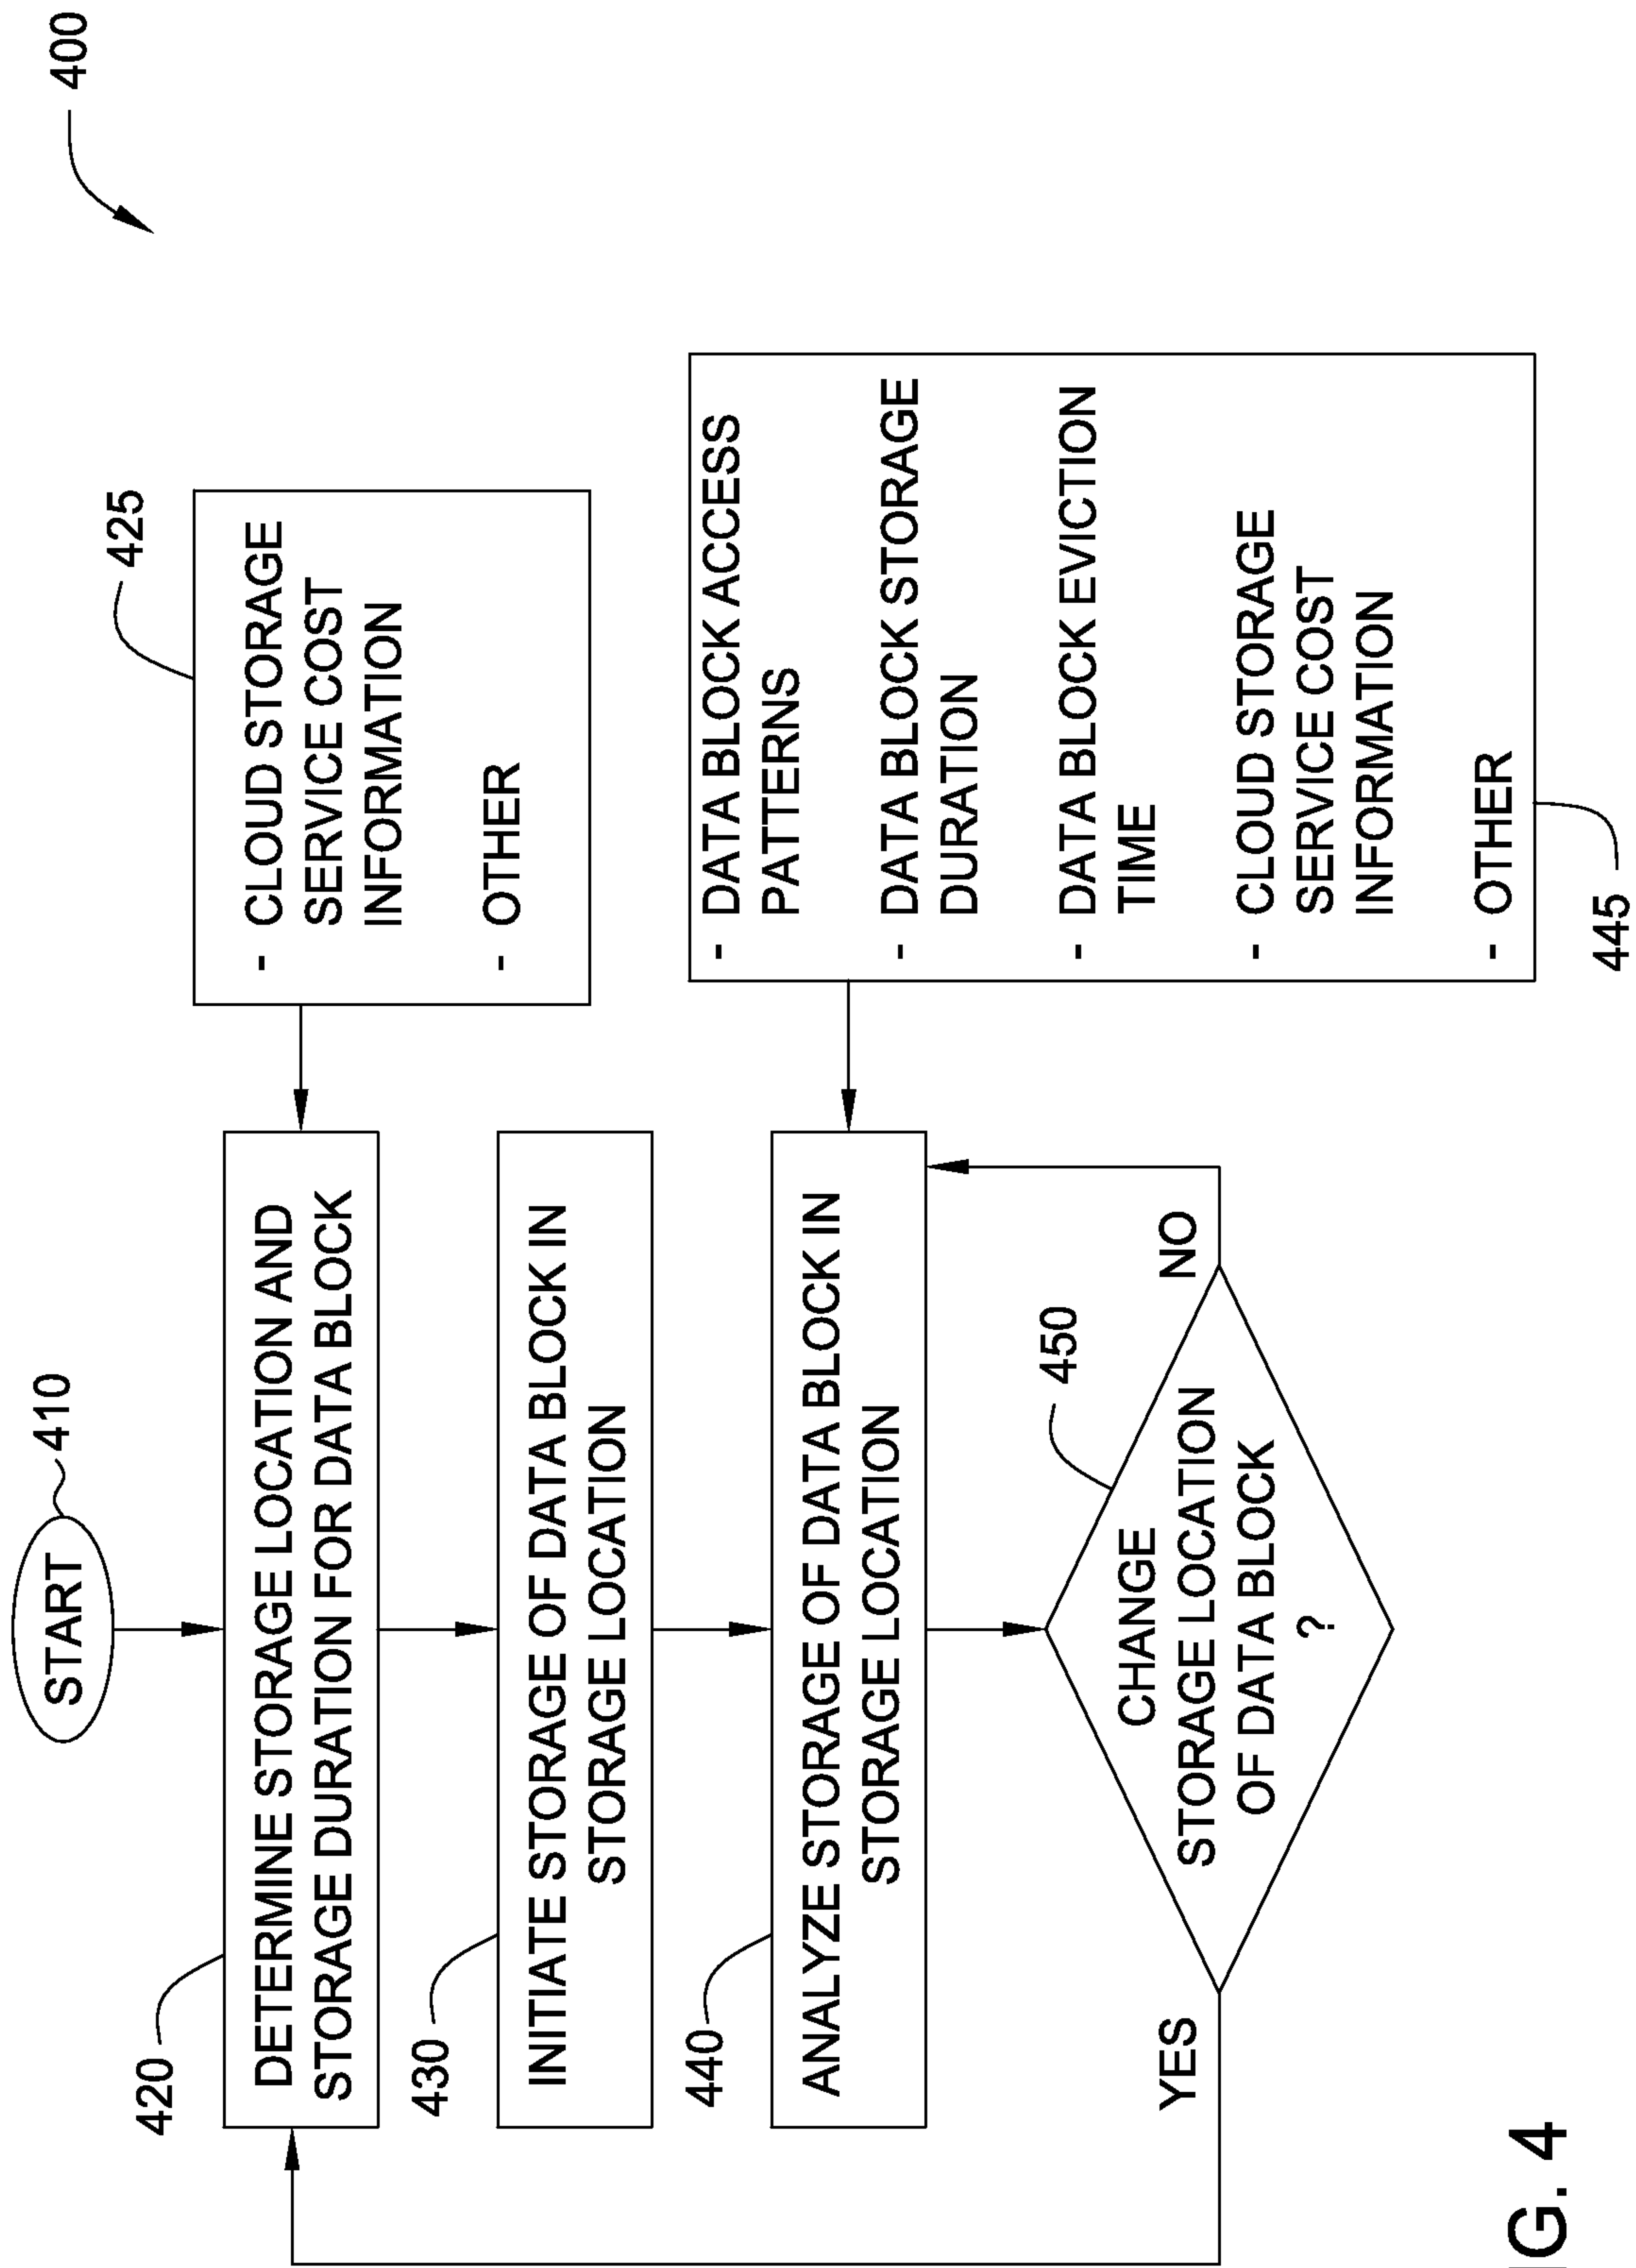 400
START
410
420
DETERMINE STORAGE LOCATION AND
STORAGE DURATION FOR DATA BLOCK
425
- CLOUD STORAGE
SERVICE COST
INFORMATION
- OTHER
430
INITIATE STORAGE OF DATA BLOCK IN
STORAGE LOCATION
440
ANALYZE STORAGE OF DATA BLOCK IN
STORAGE LOCATION
- DATA BLOCK ACCESS
PATTERNS
- DATA BLOCK STORAGE
DURATION
- DATA BLOCK EVICTION
TIME
- CLOUD STORAGE
SERVICE COST
INFORMATION
- OTHER
445
450
CHANGE
STORAGE LOCATION
OF DATA BLOCK
?
YES
NO
G. 4